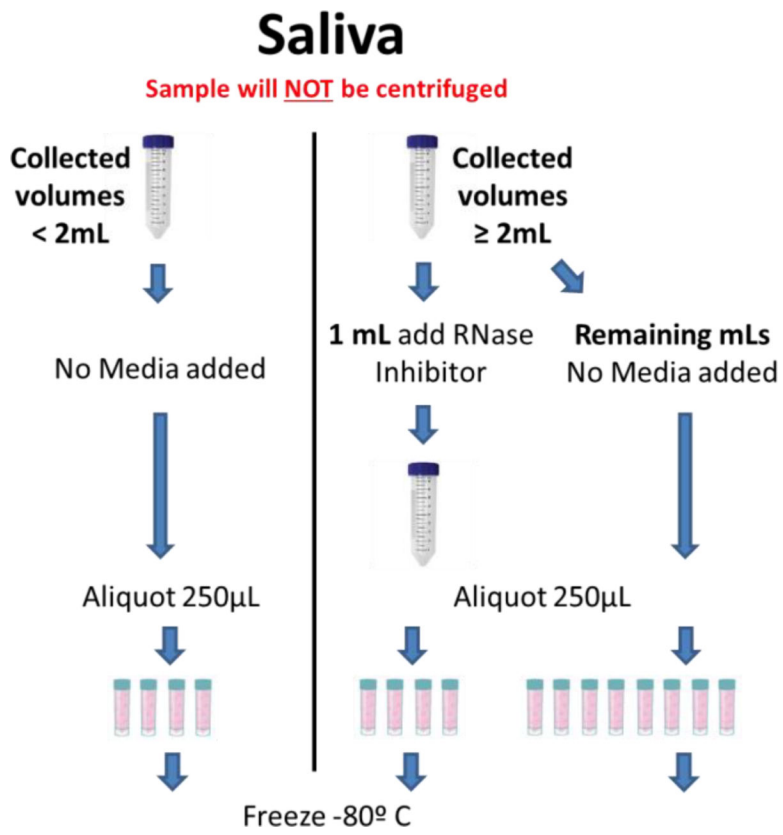 Saliva
Sample will NOT be centrifuged
Collected
volumes
< 2mL
Collected
volumes
≥ 2mL
No Media added
1 mL add RNase
Inhibitor
Remaining mLs
No Media added
Aliquot 250µL
Aliquot 250µL
Freeze -80º C